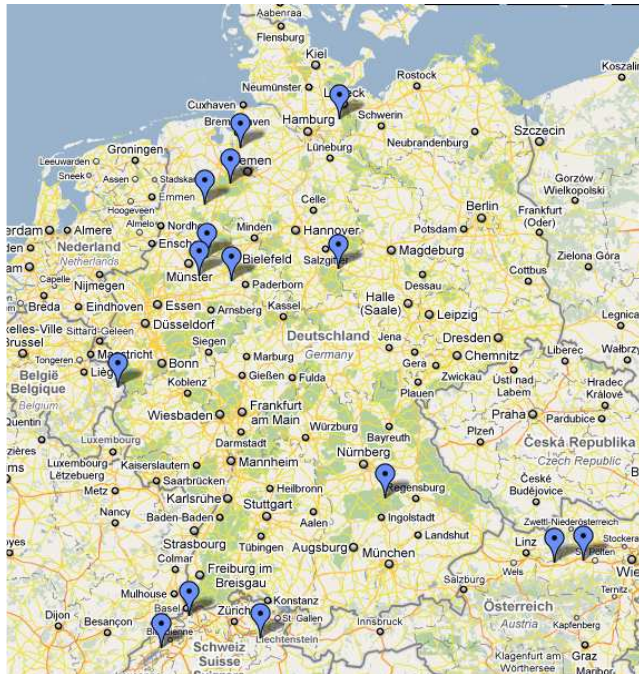 Aabenraa
Flensburg
Kiel
Rostock
Koszalin
Neumünster
Cuxhaven
Schwerin
Hamburg
Neubrandenburg
Szczecin
Groningen
Lüneburg
Leeuwarden
Sneek
Assen
Emmen
Hoogeveen
Celle
Gorzów
Wielkopolski
Berlin
Almere
Almelo
Minden
Hannover
Potsdam
Frankfurt
(Oder)
Nederland
Netherlands
Bielefeld
Magdeburg
Zielona Góra
Nijmegen
Münster
Paderborn
Dessau
Cottbus
Capelle
Breda
Eindhoven
Essen
Arnsberg
Kassel
Halle
(Saale)
Leipzig
Legnica
Sittard-Geleen
Düsseldorf
Deutschland
Germany
Dresden
Brussel
Siegen
Jena
Chemnitz
Liberec
Tongeren
Bonn
Marburg
Gera
Zwickau
België
Belgique
Belgium
Gießen
Fulda
Plauen
Ústí nad
Labem
Hradec
Králové
Koblenz
Wiesbaden
Frankfurt
am Main
Praha
Pardubice
Darmstadt
Würzburg
Bayreuth
Plzeň
Česká Republika
Czech Republic
Luxembourg
Luxembourg
Lëtzebuerg
Kaiserslautern
Mannheim
Nürnberg
Saarbrücken
Metz
Heilbronn
Regensburg
České
Budějovice
Karlsruhe
Nancy
Baden-Baden
Stuttgart
Aalen
Ingolstadt
Zwettl-Niederösterreich
Strasbourg
Tübingen
Augsburg
Landshut
Linz
Colmar
München
Wels
Freiburg im
Breisgau
Mulhouse
Konstanz
Salzburg
Ternitz
Basel
Zürich
St. Gallen
Österreich
Austria
Dijon
Besançon
Innsbruck
Kapfenberg
Liechtenstein
Schweiz
Suisse
Graz
Klagenfurt am
Wörthersee
Maribor